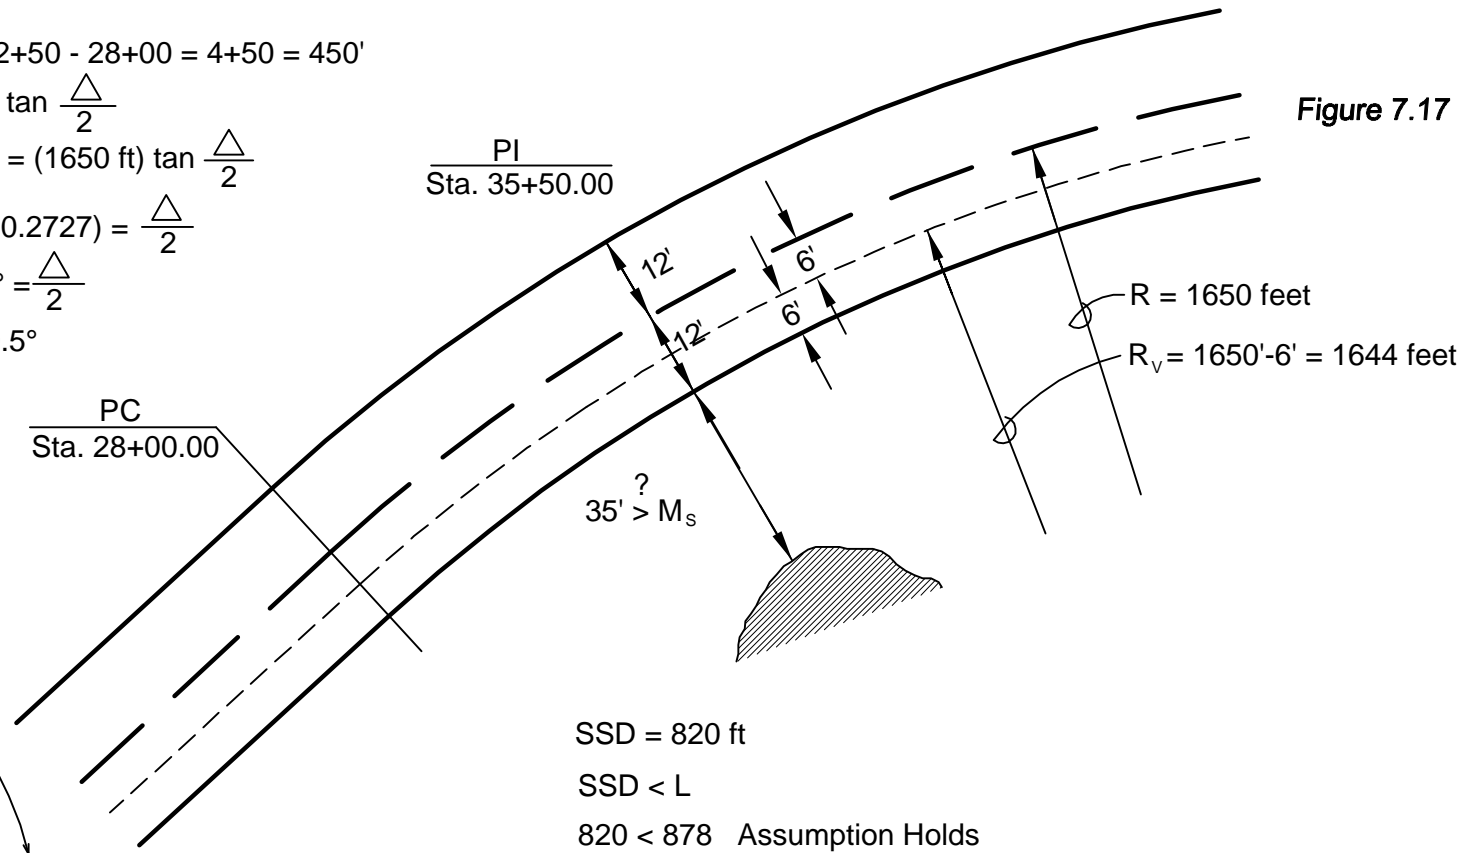 2+50 - 28+00 = 4+50 = 450'
tan △/2
= (1650 ft) tan △/2
0.2727) = △/2
° = △/2
.5°
Figure 7.17
PI
Sta. 35+50.00
12'
12'
6'
6'
R = 1650 feet
Rᵥ = 1650'-6' = 1644 feet
PC
Sta. 28+00.00
?
35' > Mₛ
SSD = 820 ft
SSD < L
820 < 878 Assumption Holds